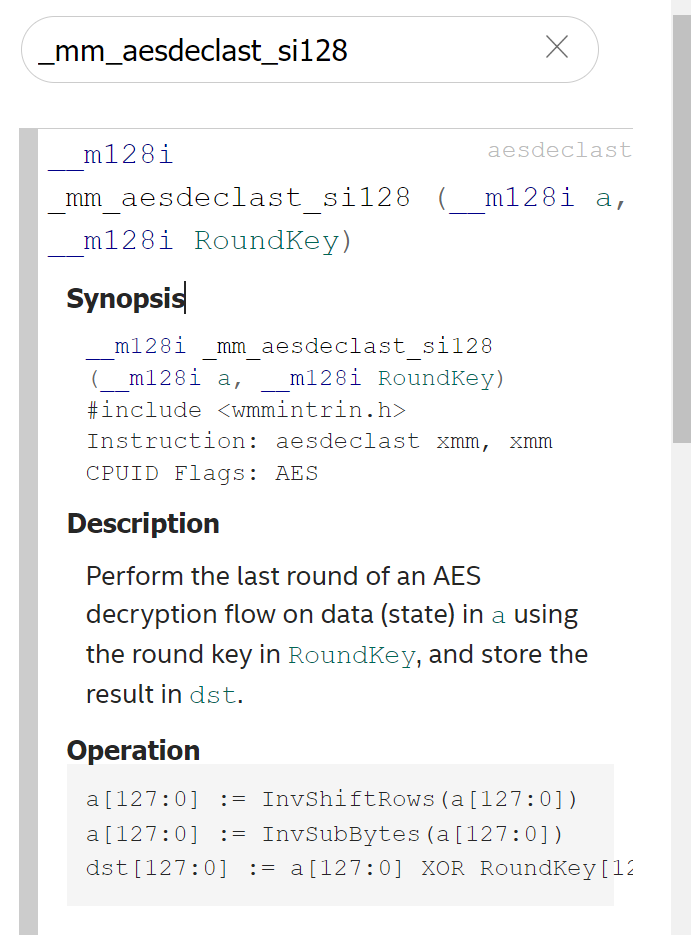 _mm_aesdeclast_si128
__m128i aesdeclast
_mm_aesdeclast_si128 (__m128i a,
__m128i RoundKey)
Synopsis
__m128i _mm_aesdeclast_si128
(__m128i a, __m128i RoundKey)
#include <wmmintrin.h>
Instruction: aesdeclast xmm, xmm
CPUID Flags: AES
Description
Perform the last round of an AES
decryption flow on data (state) in a using
the round key in RoundKey, and store the
result in dst.
Operation
a[127:0] := InvShiftRows(a[127:0])
a[127:0] := InvSubBytes(a[127:0])
dst[127:0] := a[127:0] XOR RoundKey[12